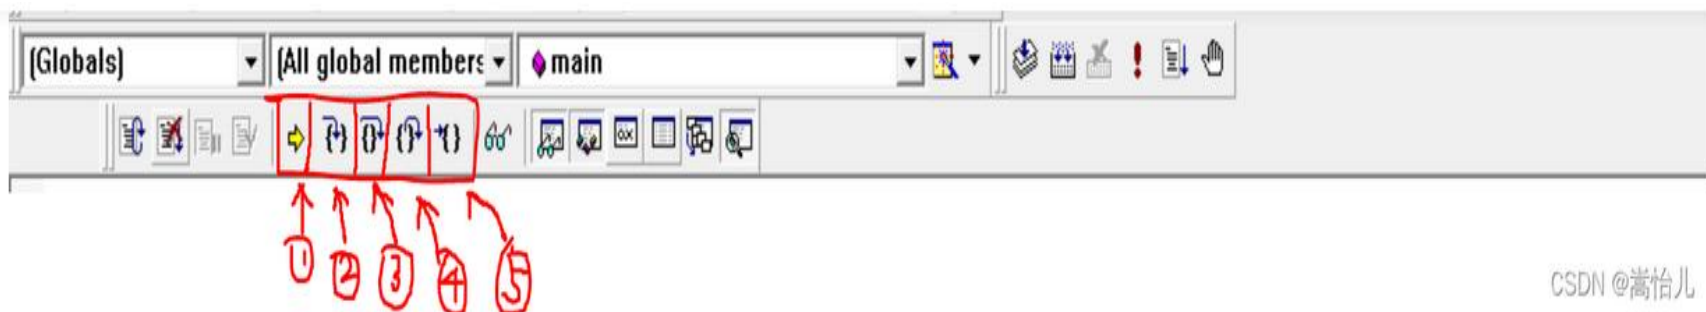 (Globals)
(All global members
main
① ② ③ ④ ⑤
CSDN @嵩怡儿